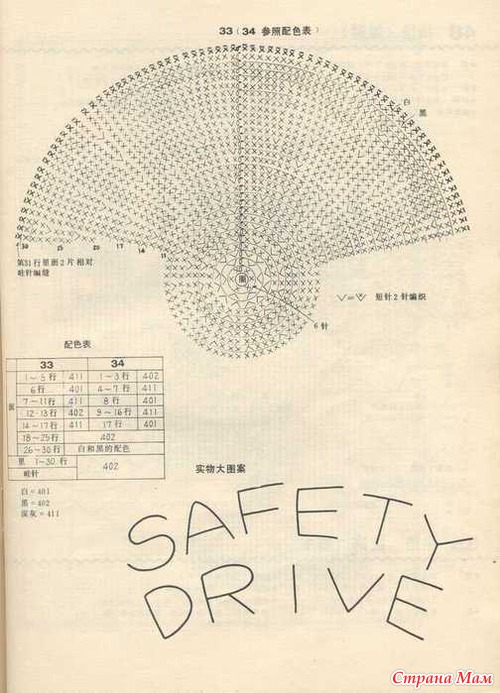 33 ( 34 参照配色表 )
白
黑
30 25 20 17 14 11
第31行里面2片相对
畦针编缝
圈
短针2针编织
6针
配色表
33 34
1~5行 411 1~3行 402
6行 401 4~7行 411
7~11行 411 8行 401
12·13行 402 9~16行 411
14~17行 411 17行 401
18~25行 402
26~30行 白和黑的配色
面
里 1~30行 402
畦针
白=401
黑=402
深灰=411
实物大图案
SAFETY
DRIVE
Страна Мам